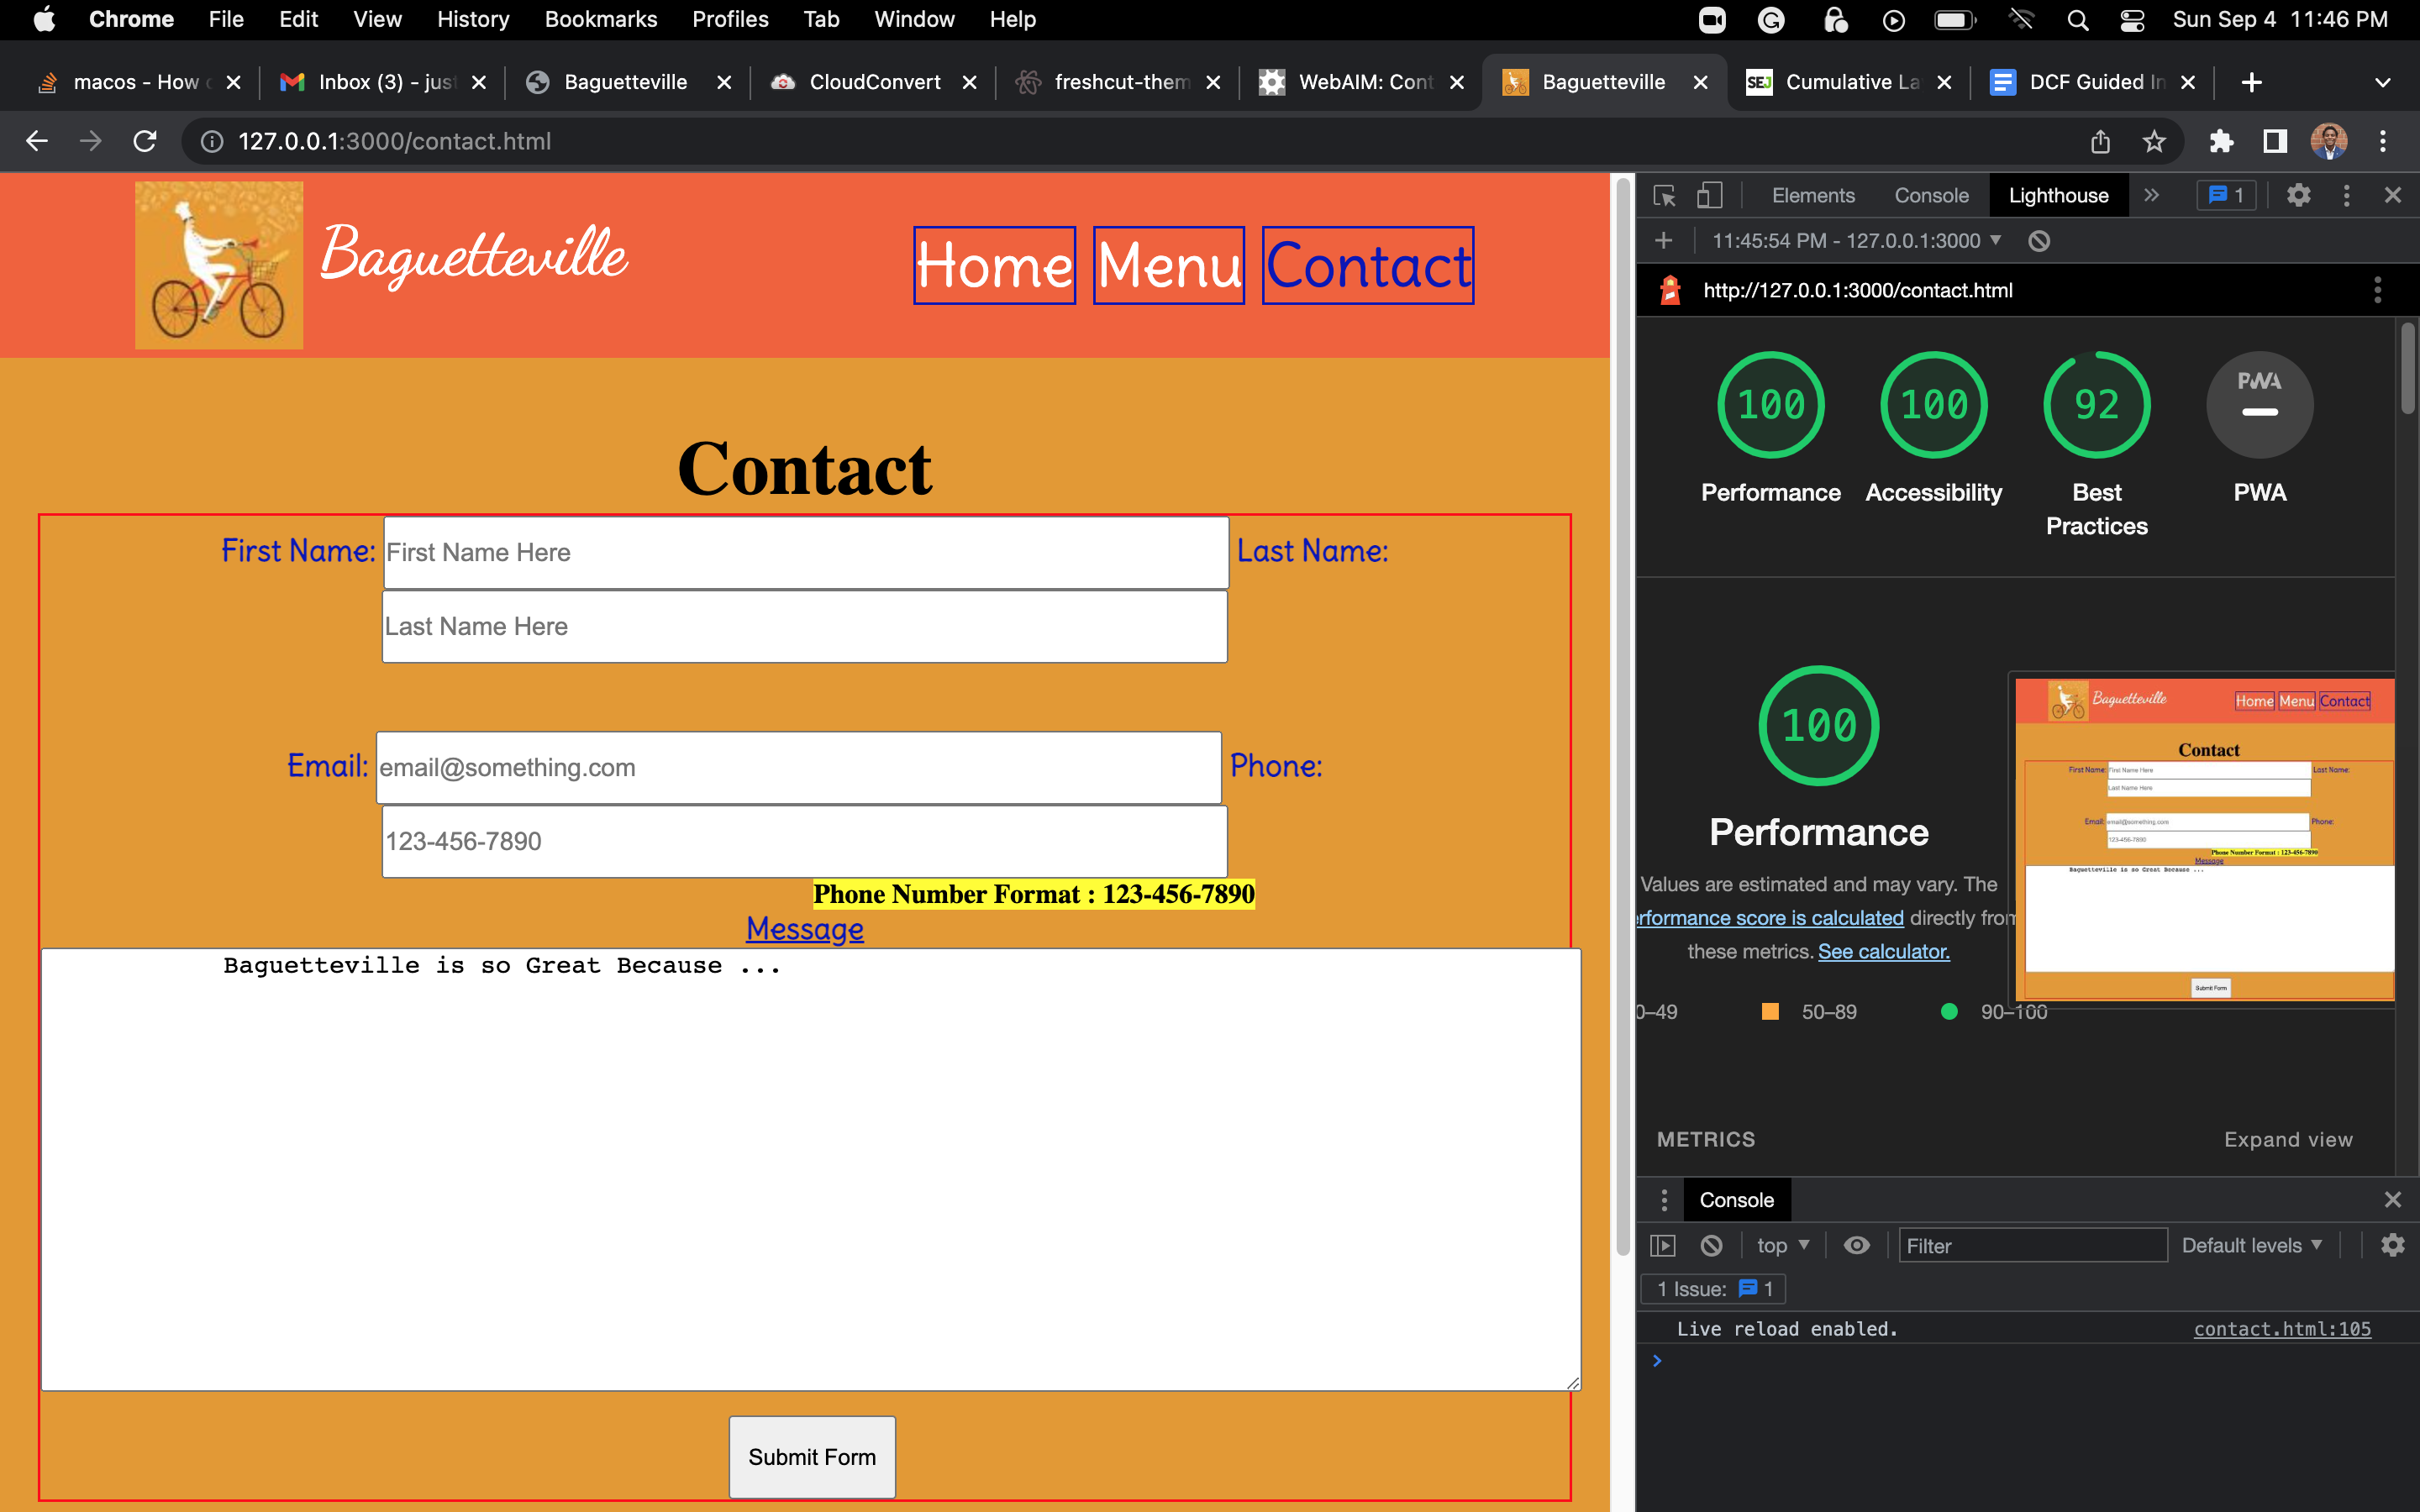 Chrome File Edit View History Bookmarks Profiles Tab Window Help Sun Sep 4 11:46 PM
macos - How Inbox (3) - just Baguetteville CloudConvert freshcut-them WebAIM: Cont Baguetteville Cumulative La DCF Guided In
127.0.0.1:3000/contact.html
Baguetteville
Home Menu Contact
Contact
First Name: First Name Here Last Name:
Last Name Here
Email: email@something.com Phone:
123-456-7890
Phone Number Format : 123-456-7890
Message
Baguetteville is so Great Because ...
Submit Form
Elements Console Lighthouse 1
11:45:54 PM - 127.0.0.1:3000
http://127.0.0.1:3000/contact.html
100 100 92 PWA
Performance Accessibility Best Practices PWA
100
Performance
Values are estimated and may vary. The
erformance score is calculated directly from
these metrics. See calculator.
0–49 50–89 90–100
Baguetteville Home Menu Contact
Contact
First Name: First Name Here Last Name:
Last Name Here
Email: email@something.com Phone:
123-456-7890
Phone Number Format : 123-456-7890
Message
Baguetteville is so Great Because ...
Submit Form
METRICS Expand view
Console
top Filter Default levels
1 Issue: 1
Live reload enabled. contact.html:105